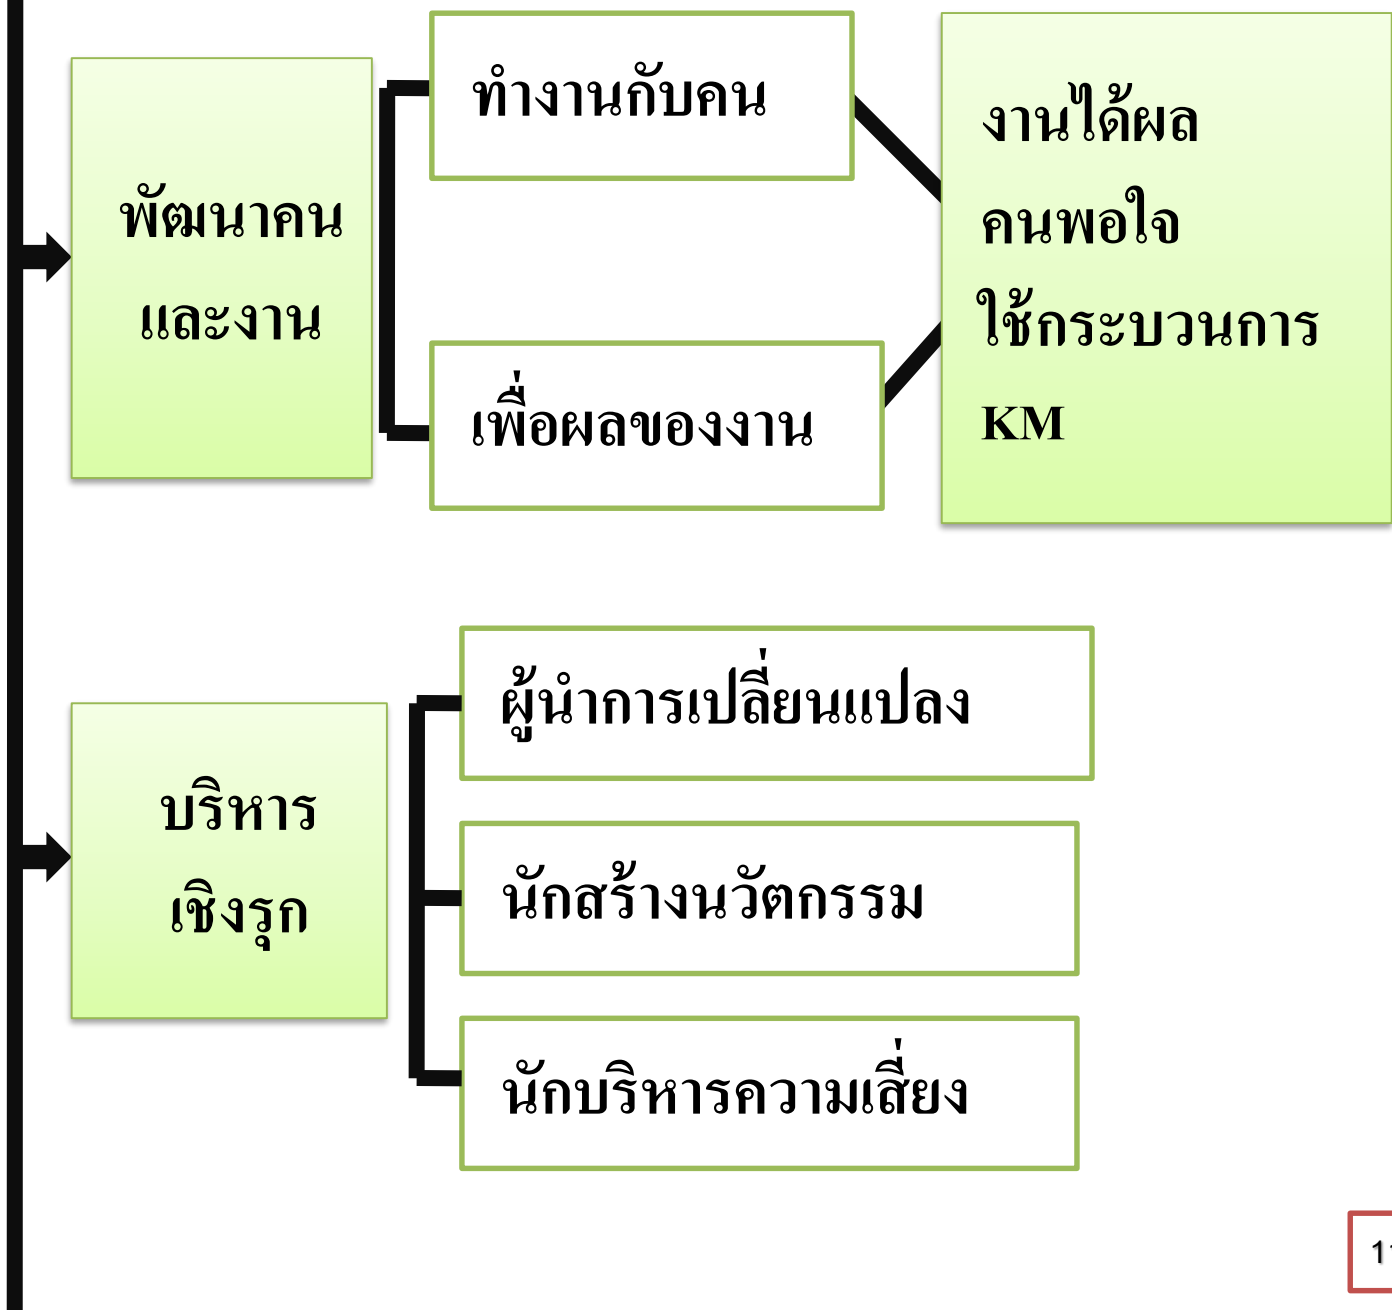 พัฒนาคน
และงาน
ทำงานกับคน
เพื่อผลของงาน
งานได้ผล
คนพอใจ
ใช้กระบวนการ
KM
บริหาร
เชิงรุก
ผู้นำการเปลี่ยนแปลง
นักสร้างนวัตกรรม
นักบริหารความเสี่ยง